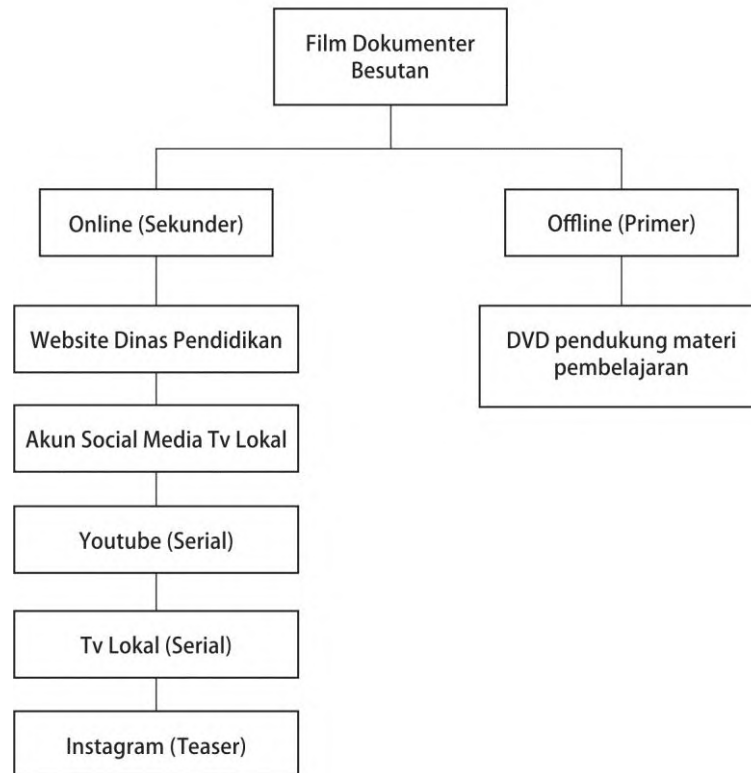 Film Dokumenter
Besutan
Online (Sekunder)
Offline (Primer)
Website Dinas Pendidikan
DVD pendukung materi
pembelajaran
Akun Social Media Tv Lokal
Youtube (Serial)
Tv Lokal (Serial)
Instagram (Teaser)